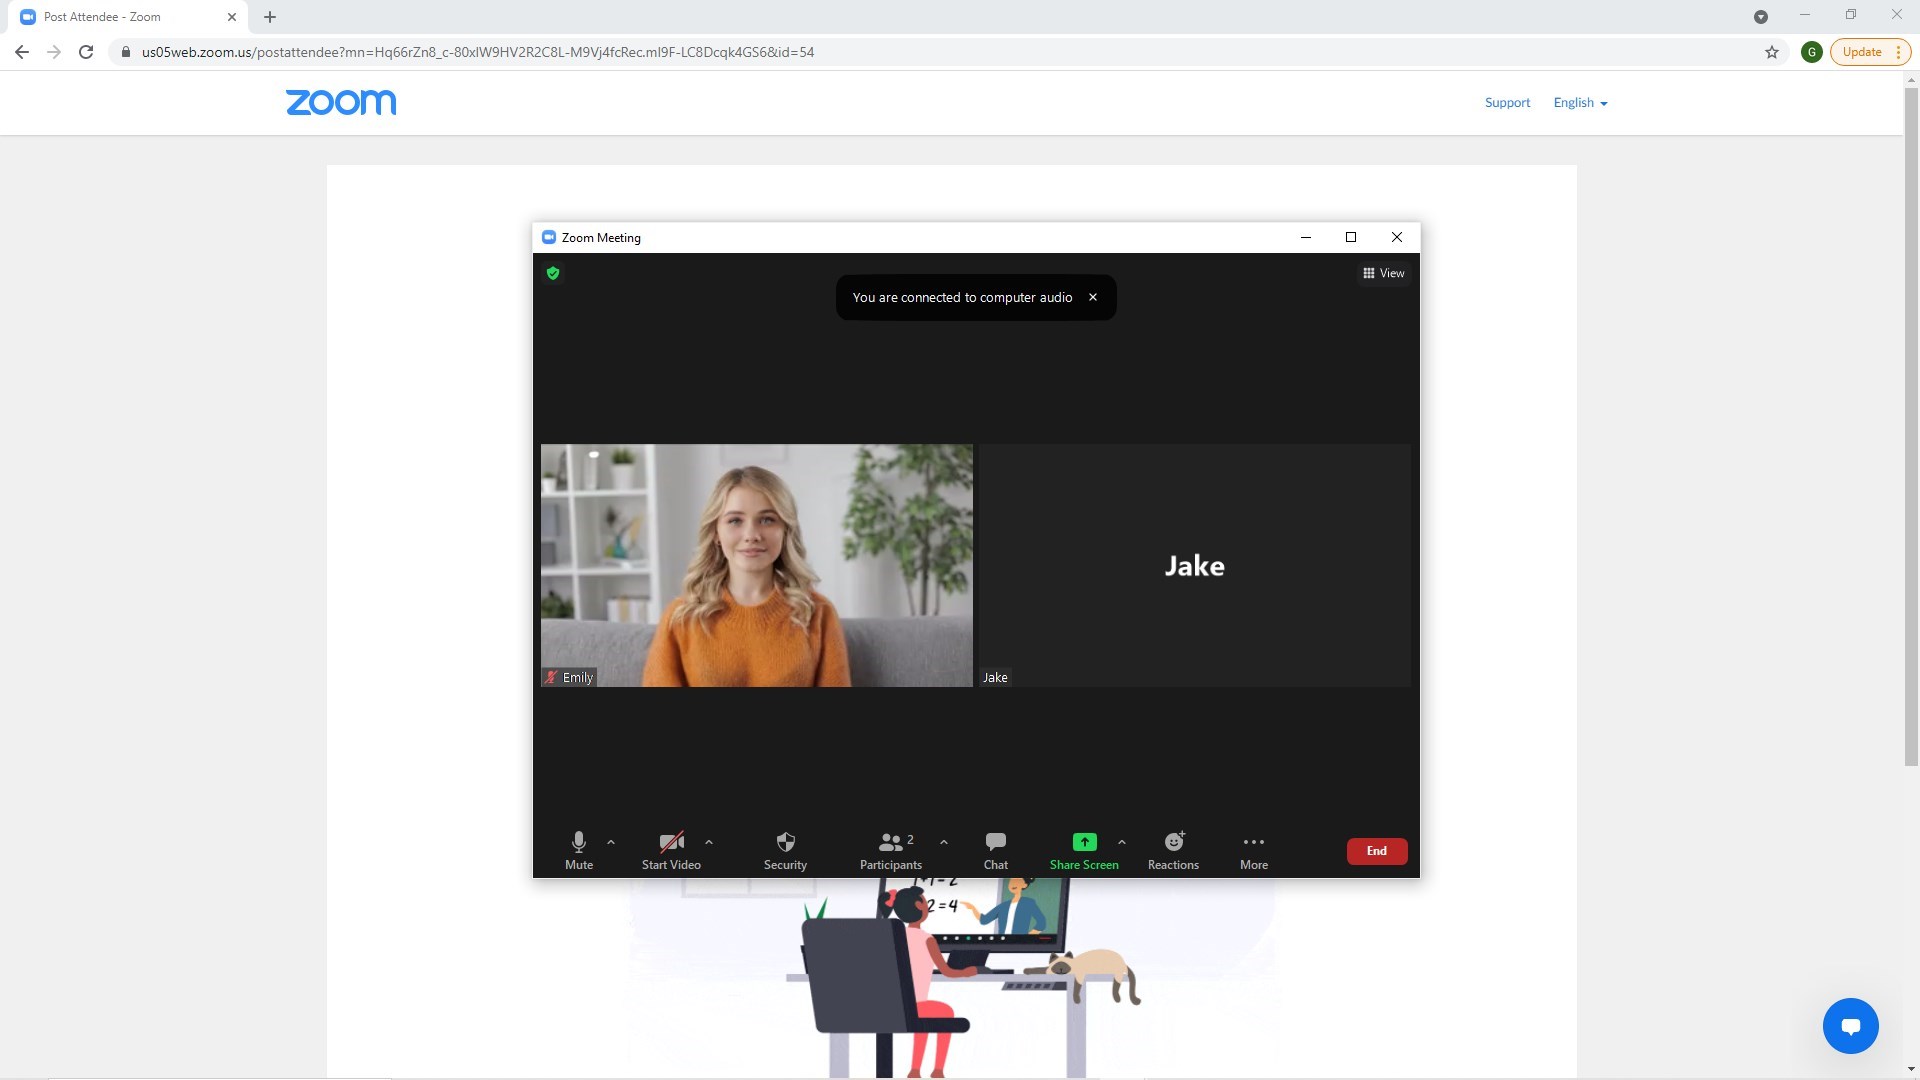 Post Attendee - Zoom
us05web.zoom.us/postattendee?mn=Hq66rZn8_c-80xlW9HV2R2C8L-M9Vj4fcRec.ml9F-LC8Dcqk4GS6&id=54
G
Update
zoom
Support
English
Zoom Meeting
View
You are connected to computer audio
Jake
Emily
Jake
2
Mute
Start Video
Security
Participants
Chat
Share Screen
Reactions
More
End
2=4